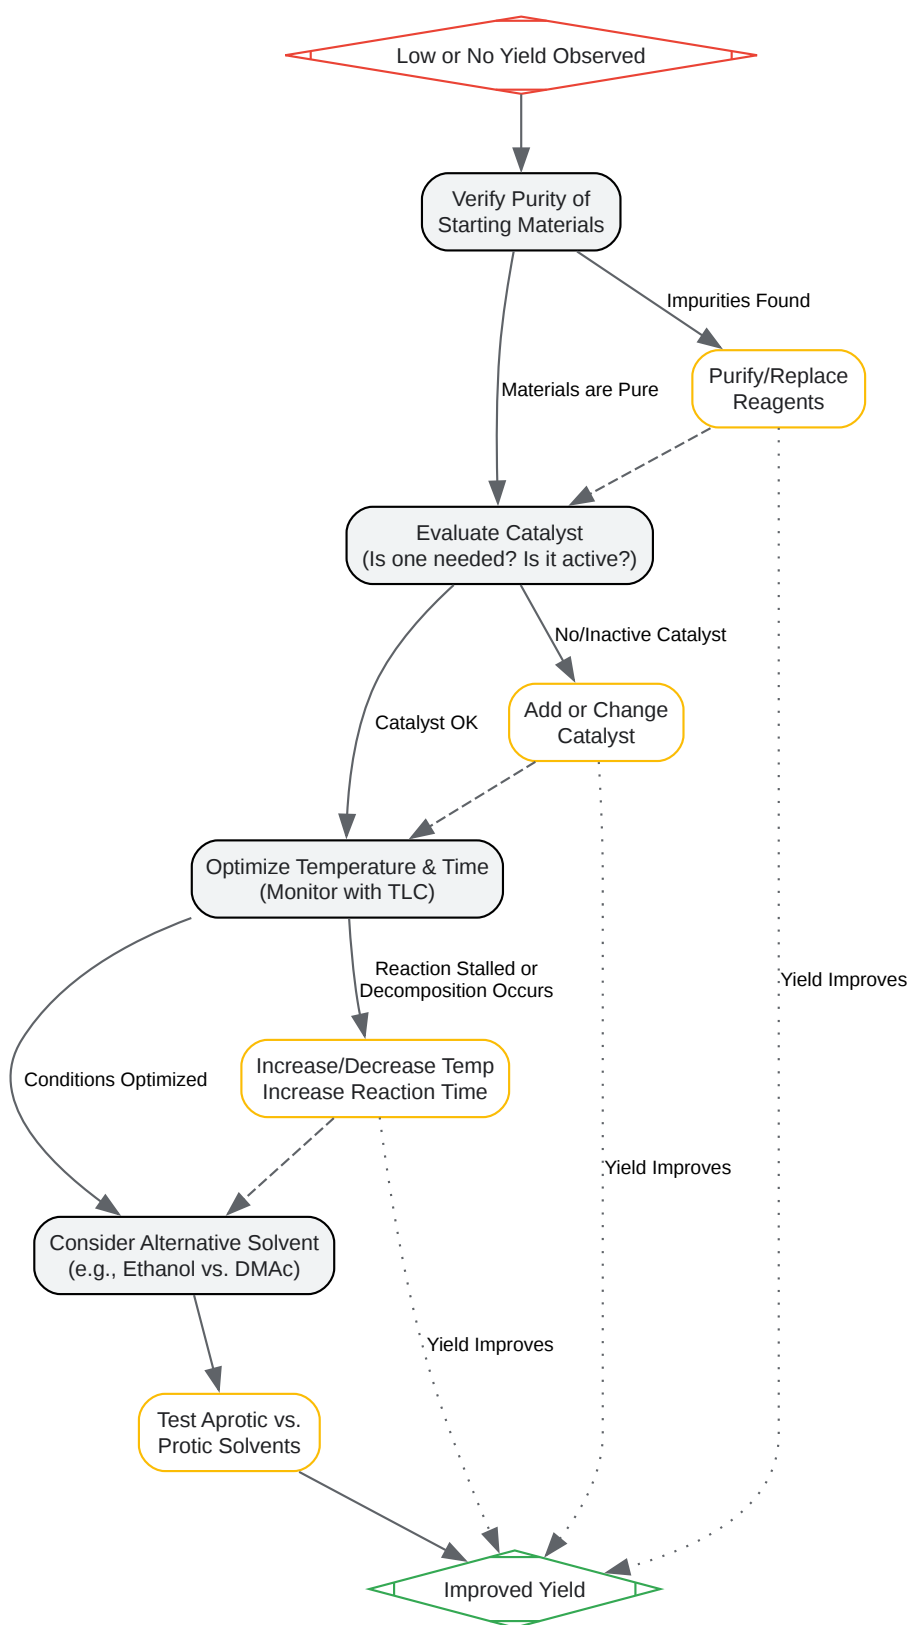 Low or No Yield Observed
Verify Purity of
Starting Materials
Impurities Found
Materials are Pure
Purify/Replace
Reagents
Evaluate Catalyst
(Is one needed? Is it active?)
No/Inactive Catalyst
Catalyst OK
Add or Change
Catalyst
Optimize Temperature & Time
(Monitor with TLC)
Reaction Stalled or
Decomposition Occurs
Yield Improves
Conditions Optimized
Increase/Decrease Temp
Increase Reaction Time
Yield Improves
Consider Alternative Solvent
(e.g., Ethanol vs. DMAc)
Yield Improves
Test Aprotic vs.
Protic Solvents
Improved Yield